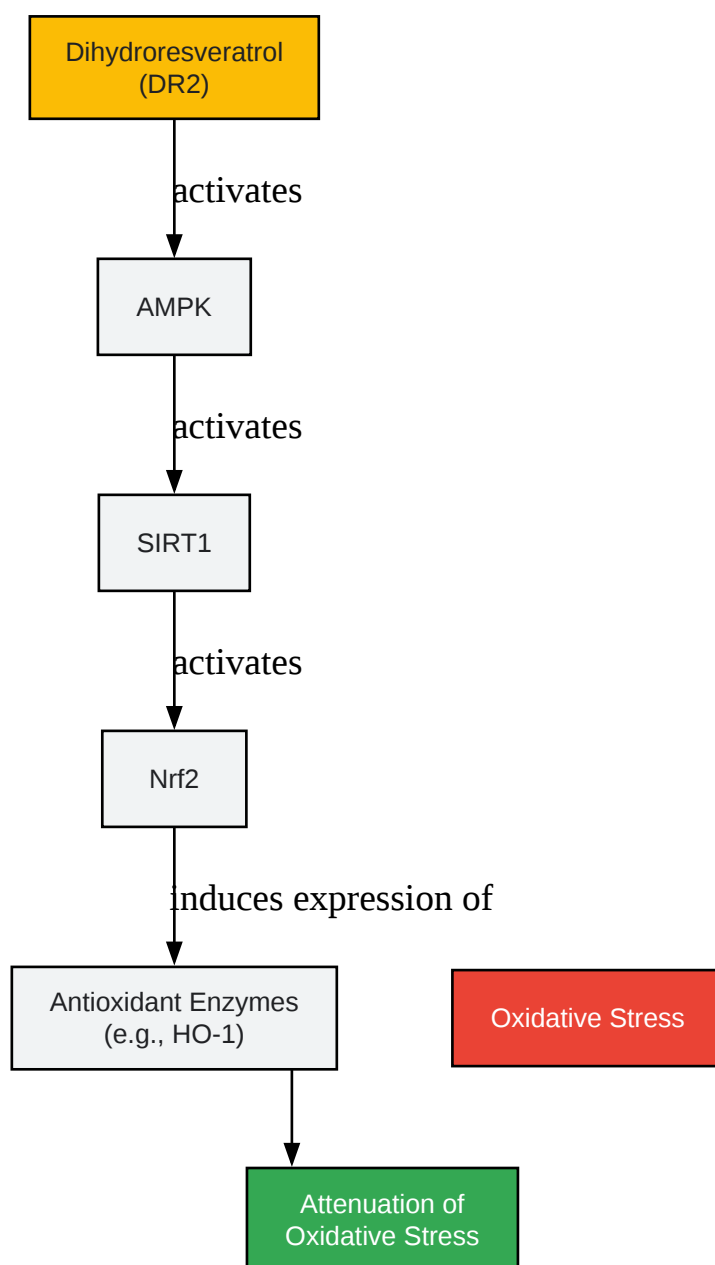 Dihydroresveratrol
(DR2)
activates
AMPK
activates
SIRT1
activates
Nrf2
induces expression of
Antioxidant Enzymes
(e.g., HO-1)
Oxidative Stress
Attenuation of
Oxidative Stress